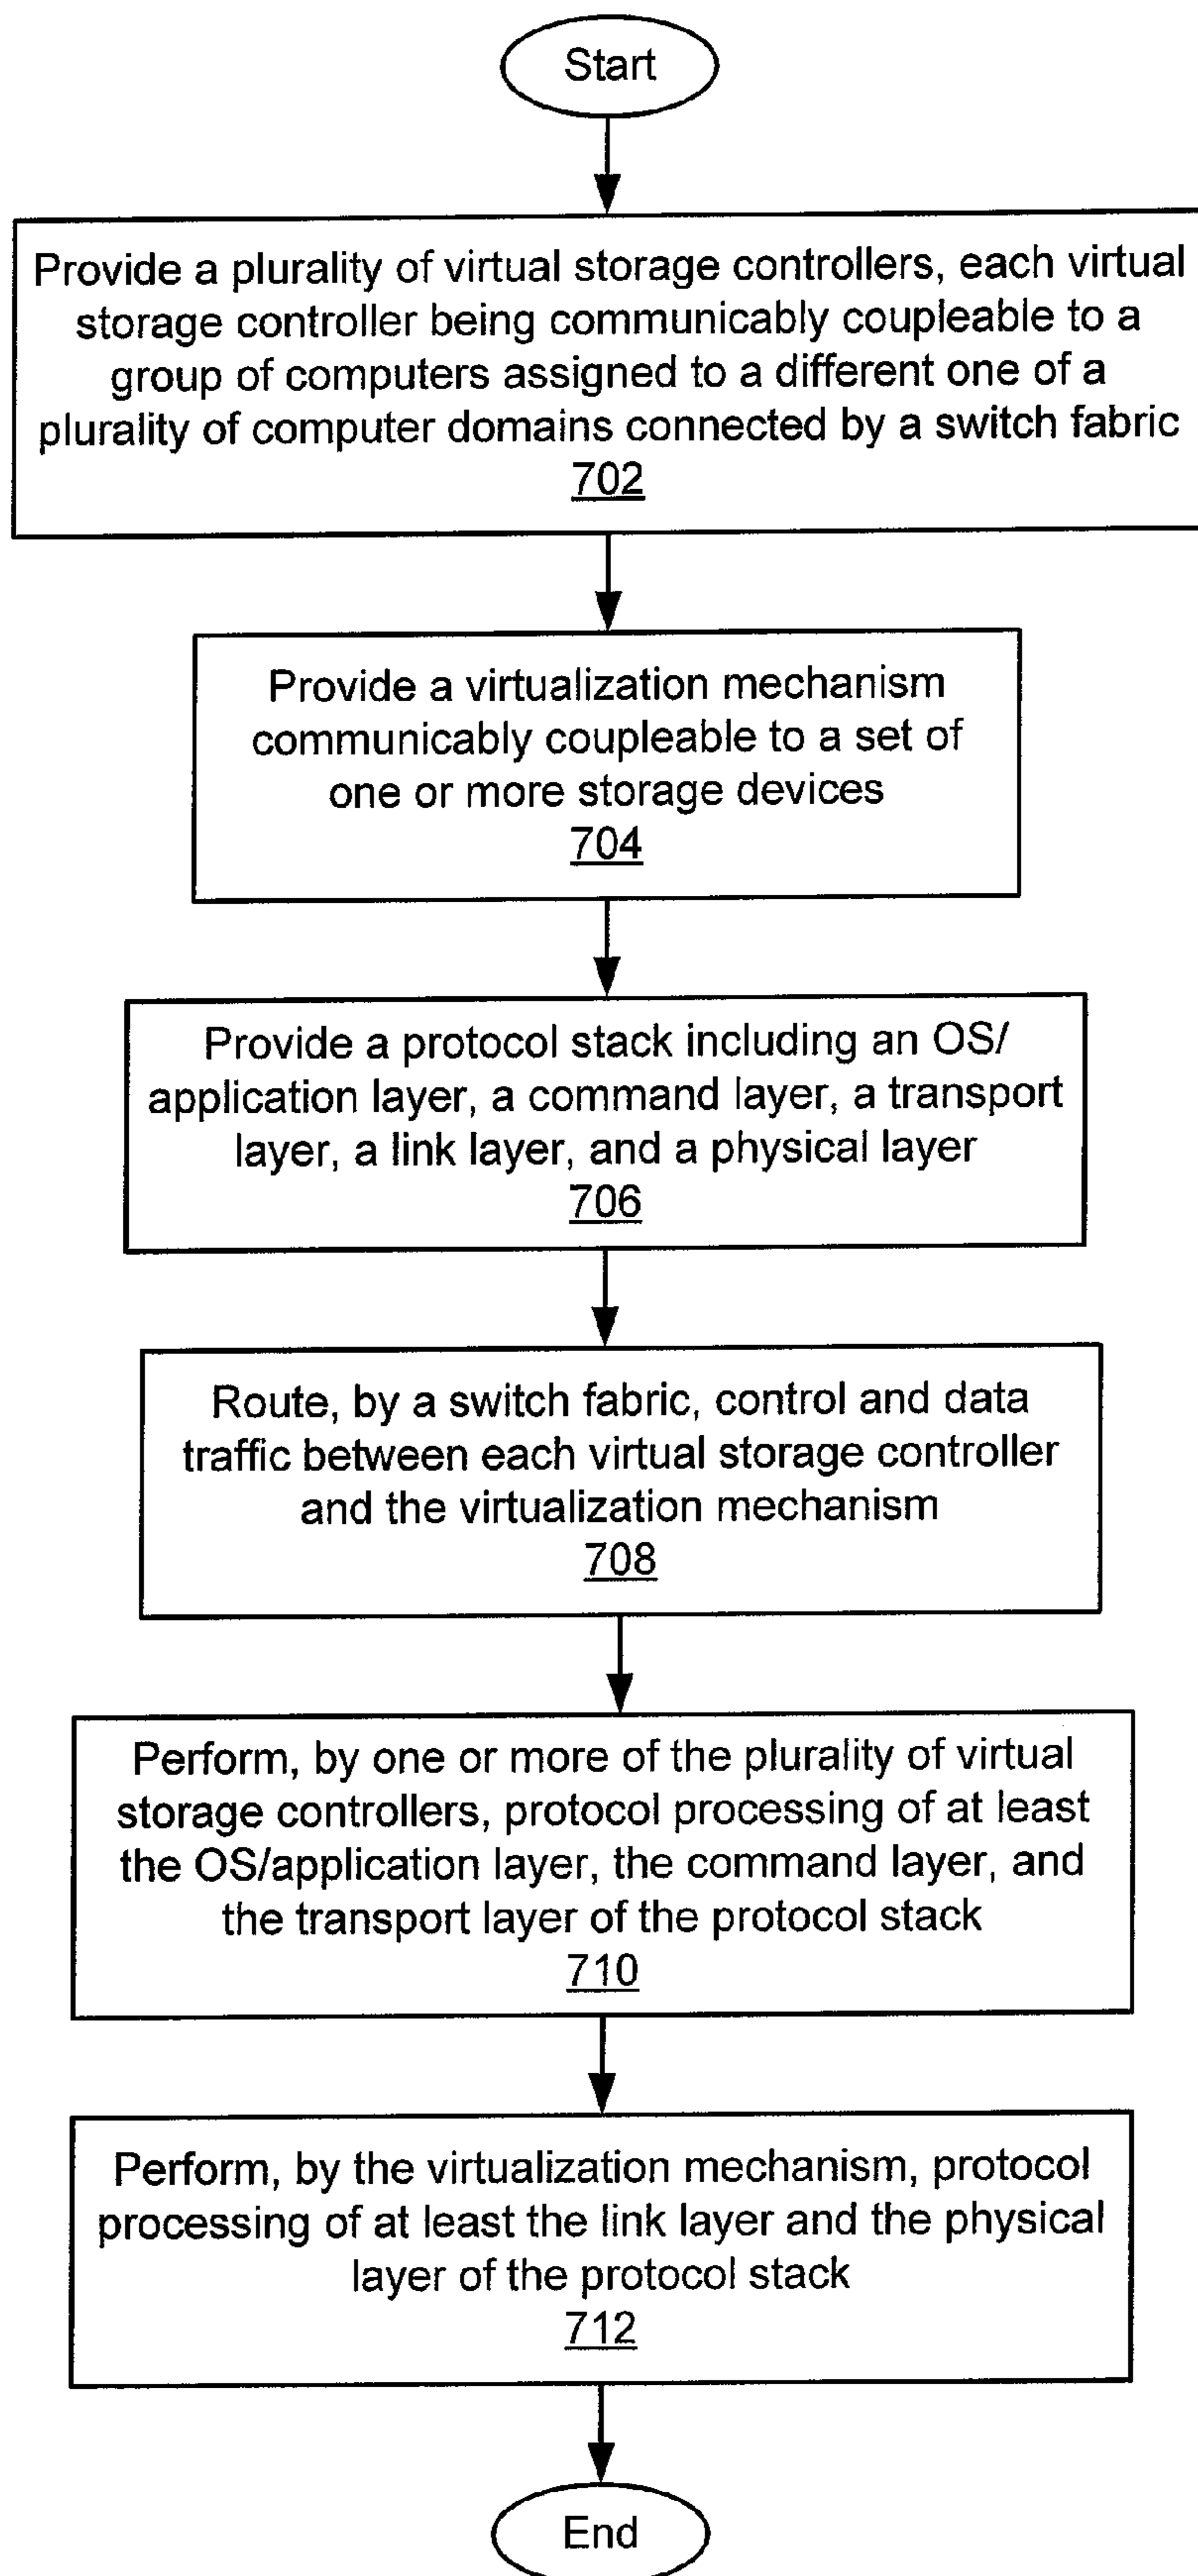 Start
Provide a plurality of virtual storage controllers, each virtual
storage controller being communicably coupleable to a
group of computers assigned to a different one of a
plurality of computer domains connected by a switch fabric
702
Provide a virtualization mechanism
communicably coupleable to a set of
one or more storage devices
704
Provide a protocol stack including an OS/
application layer, a command layer, a transport
layer, a link layer, and a physical layer
706
Route, by a switch fabric, control and data
traffic between each virtual storage controller
and the virtualization mechanism
708
Perform, by one or more of the plurality of virtual
storage controllers, protocol processing of at least
the OS/application layer, the command layer, and
the transport layer of the protocol stack
710
Perform, by the virtualization mechanism, protocol
processing of at least the link layer and the physical
layer of the protocol stack
712
End